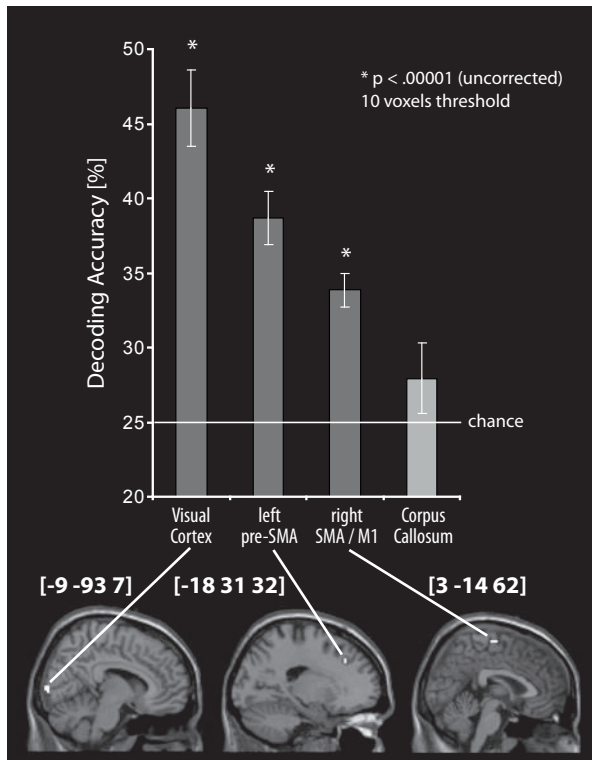 50
* p < .00001 (uncorrected)
10 voxels threshold
45
40
35
30
25
20
Decoding Accuracy [%]
*
*
*
chance
Visual
Cortex
left
pre-SMA
right
SMA / M1
Corpus
Callosum
[-9 -93 7]
[-18 31 32]
[3 -14 62]